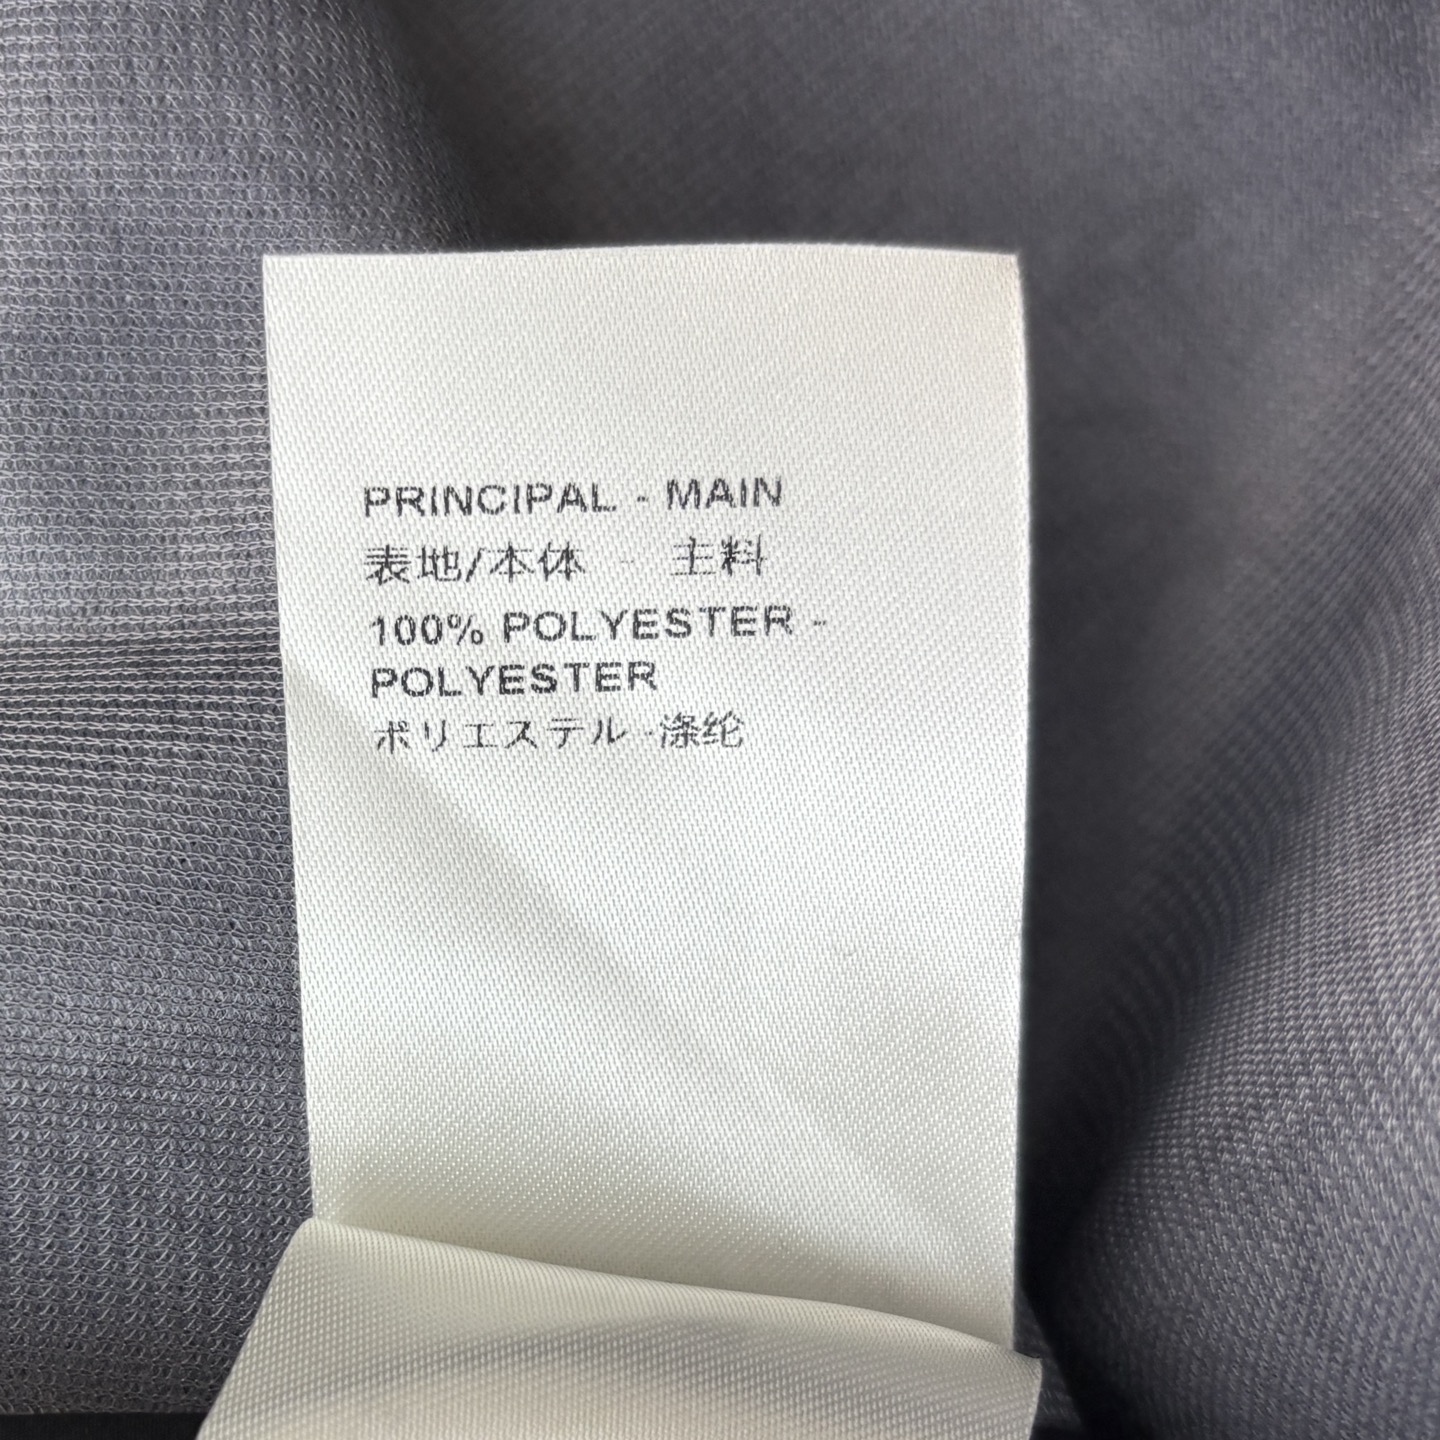 PRINCIPAL - MAIN
表地/本体 - 主料
100% POLYESTER -
POLYESTER
ポリエステル -涤纶